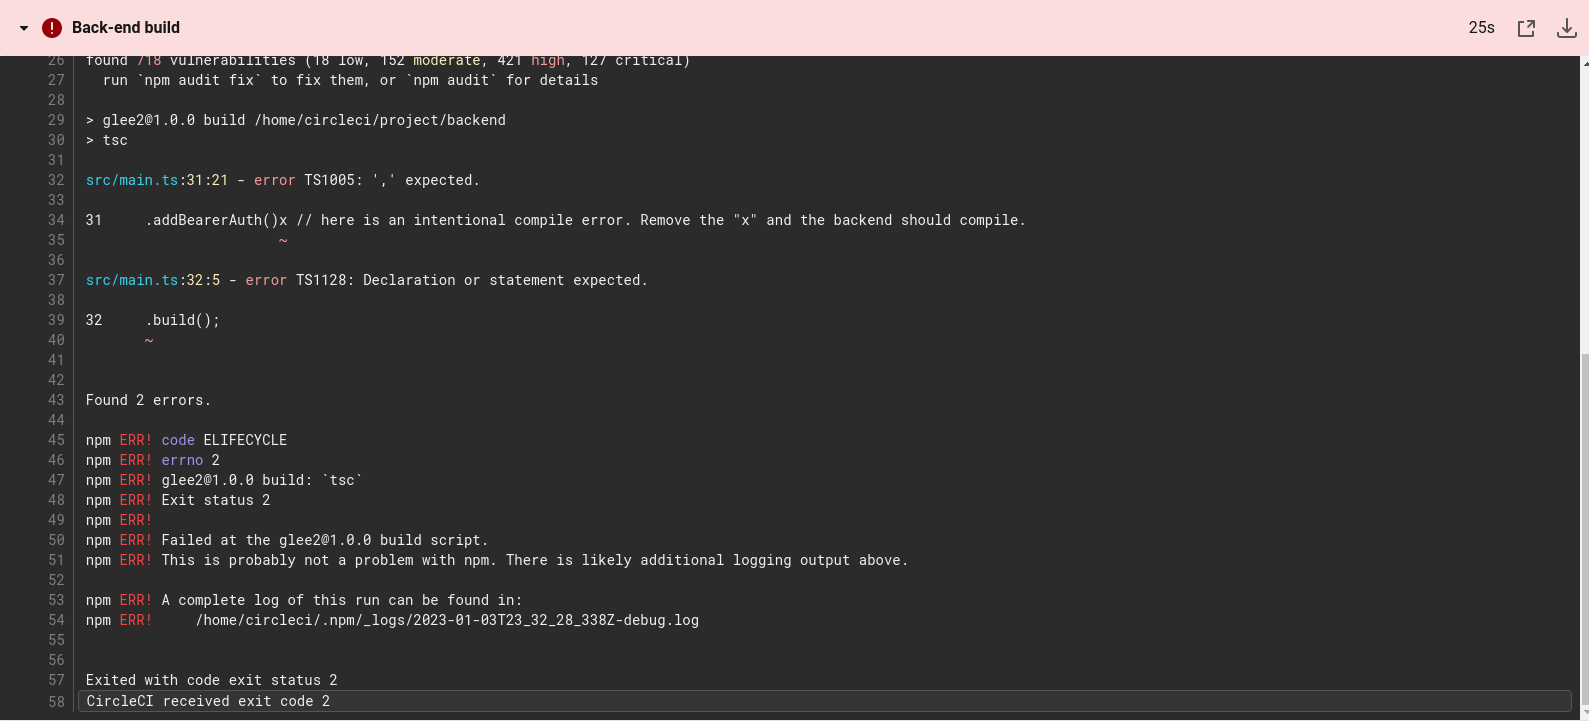 Back-end build 25s
26 found 718 vulnerabilities (18 low, 152 moderate, 421 high, 127 critical)
27 run `npm audit fix` to fix them, or `npm audit` for details
28
29 > glee2@1.0.0 build /home/circleci/project/backend
30 > tsc
31
32 src/main.ts:31:21 - error TS1005: ',' expected.
33
34 31     .addBearerAuth()x // here is an intentional compile error. Remove the "x" and the backend should compile.
35 ~
36
37 src/main.ts:32:5 - error TS1128: Declaration or statement expected.
38
39 32     .build();
40 ~
41
42
43 Found 2 errors.
44
45 npm ERR! code ELIFECYCLE
46 npm ERR! errno 2
47 npm ERR! glee2@1.0.0 build: `tsc`
48 npm ERR! Exit status 2
49 npm ERR!
50 npm ERR! Failed at the glee2@1.0.0 build script.
51 npm ERR! This is probably not a problem with npm. There is likely additional logging output above.
52
53 npm ERR! A complete log of this run can be found in:
54 npm ERR!     /home/circleci/.npm/_logs/2023-01-03T23_32_28_338Z-debug.log
55
56
57 Exited with code exit status 2
58 CircleCI received exit code 2